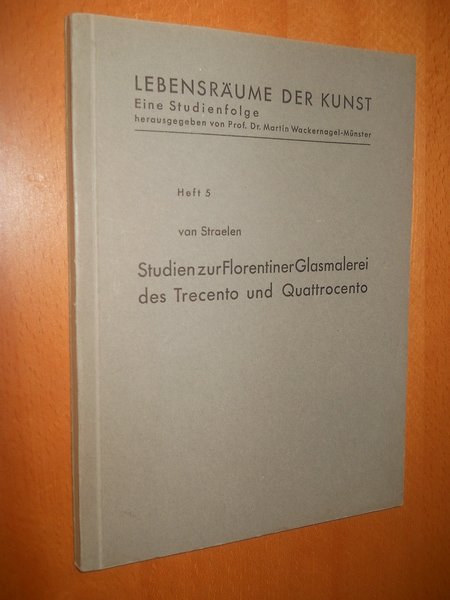 LEBENSRÄUME DER KUNST
Eine Studienfolge
herausgegeben von Prof. Dr. Martin Wackernagel-Münster
Heft 5
van Straelen
Studien zur Florentiner Glasmalerei
des Trecento und Quattrocento